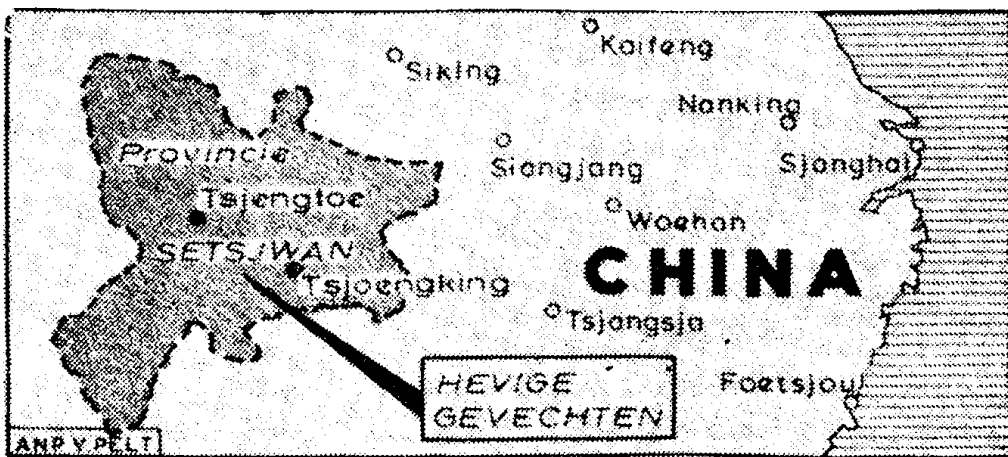 Kaifeng
Siking
Nanking
Siangjang
Sjanghai
Provincie
Tsjengtoe
Woehan
SETSJWAN
CHINA
Tsjoengking
Tsjangsja
HEVIGE
GEVECHTEN
Foetsjou
ANP V. PELT